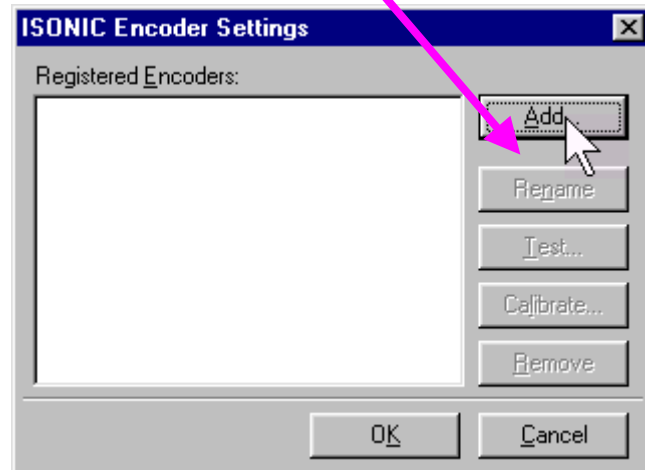 ISONIC Encoder Settings
Registered Encoders:
Add...
Rename
Test...
Calibrate...
Remove
OK
Cancel